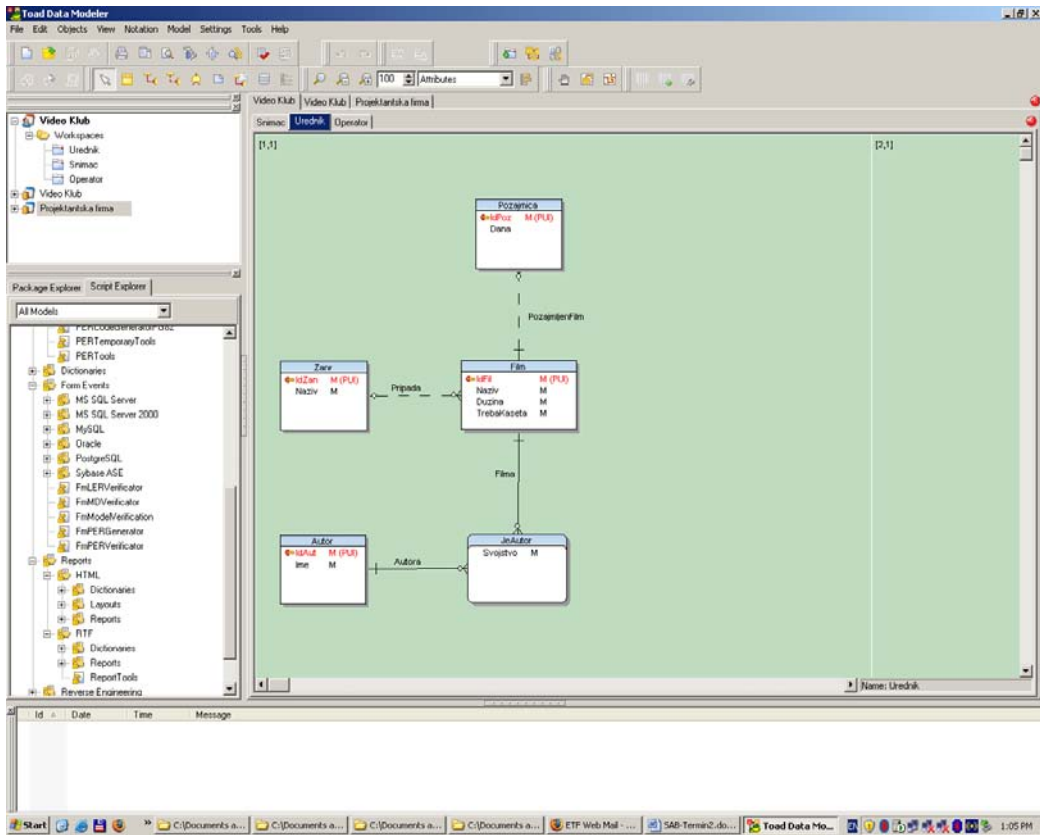 Toad Data Modeler
File Edit Objects View Notation Model Settings Tools Help
100 Attributes
Video Klub
Workspaces
Urednik
Snimac
Operator
Video Klub
Projektantska firma
Package Explorer Script Explorer
All Models
PERTemporaryTools
PERTools
Dictionaries
Form Events
MS SQL Server
MS SQL Server 2000
MySQL
Oracle
PostgreSQL
Sybase ASE
FmLERVerificator
FmMDVerificator
FmModelVerification
FmPERGenerator
FmPERVerificator
Reports
HTML
Dictionaries
Layouts
Reports
RTF
Dictionaries
Reports
ReportTools
Reverse Engineering
Video Klub Video Klub Projektantska firma
Snimac Urednik Operator
[1,1] [2,1]
Pozajmica
IdPoz M (PUI)
Dana
PozajmljenFilm
Zanr
IdZan M (PUI)
Naziv M
Pripada
Film
IdFil M (PUI)
Naziv M
Duzina M
TrebaKaseta M
Filma
Autor
IdAut M (PUI)
Ime M
Autora
JeAutor
Svojstvo M
Name: Urednik
Id Date Time Message
Start » C:\Documents a... C:\Documents a... C:\Documents a... C:\Documents a... ETF Web Mail - ... SAB-Termin2.do... Toad Data Mo... 1:05 PM